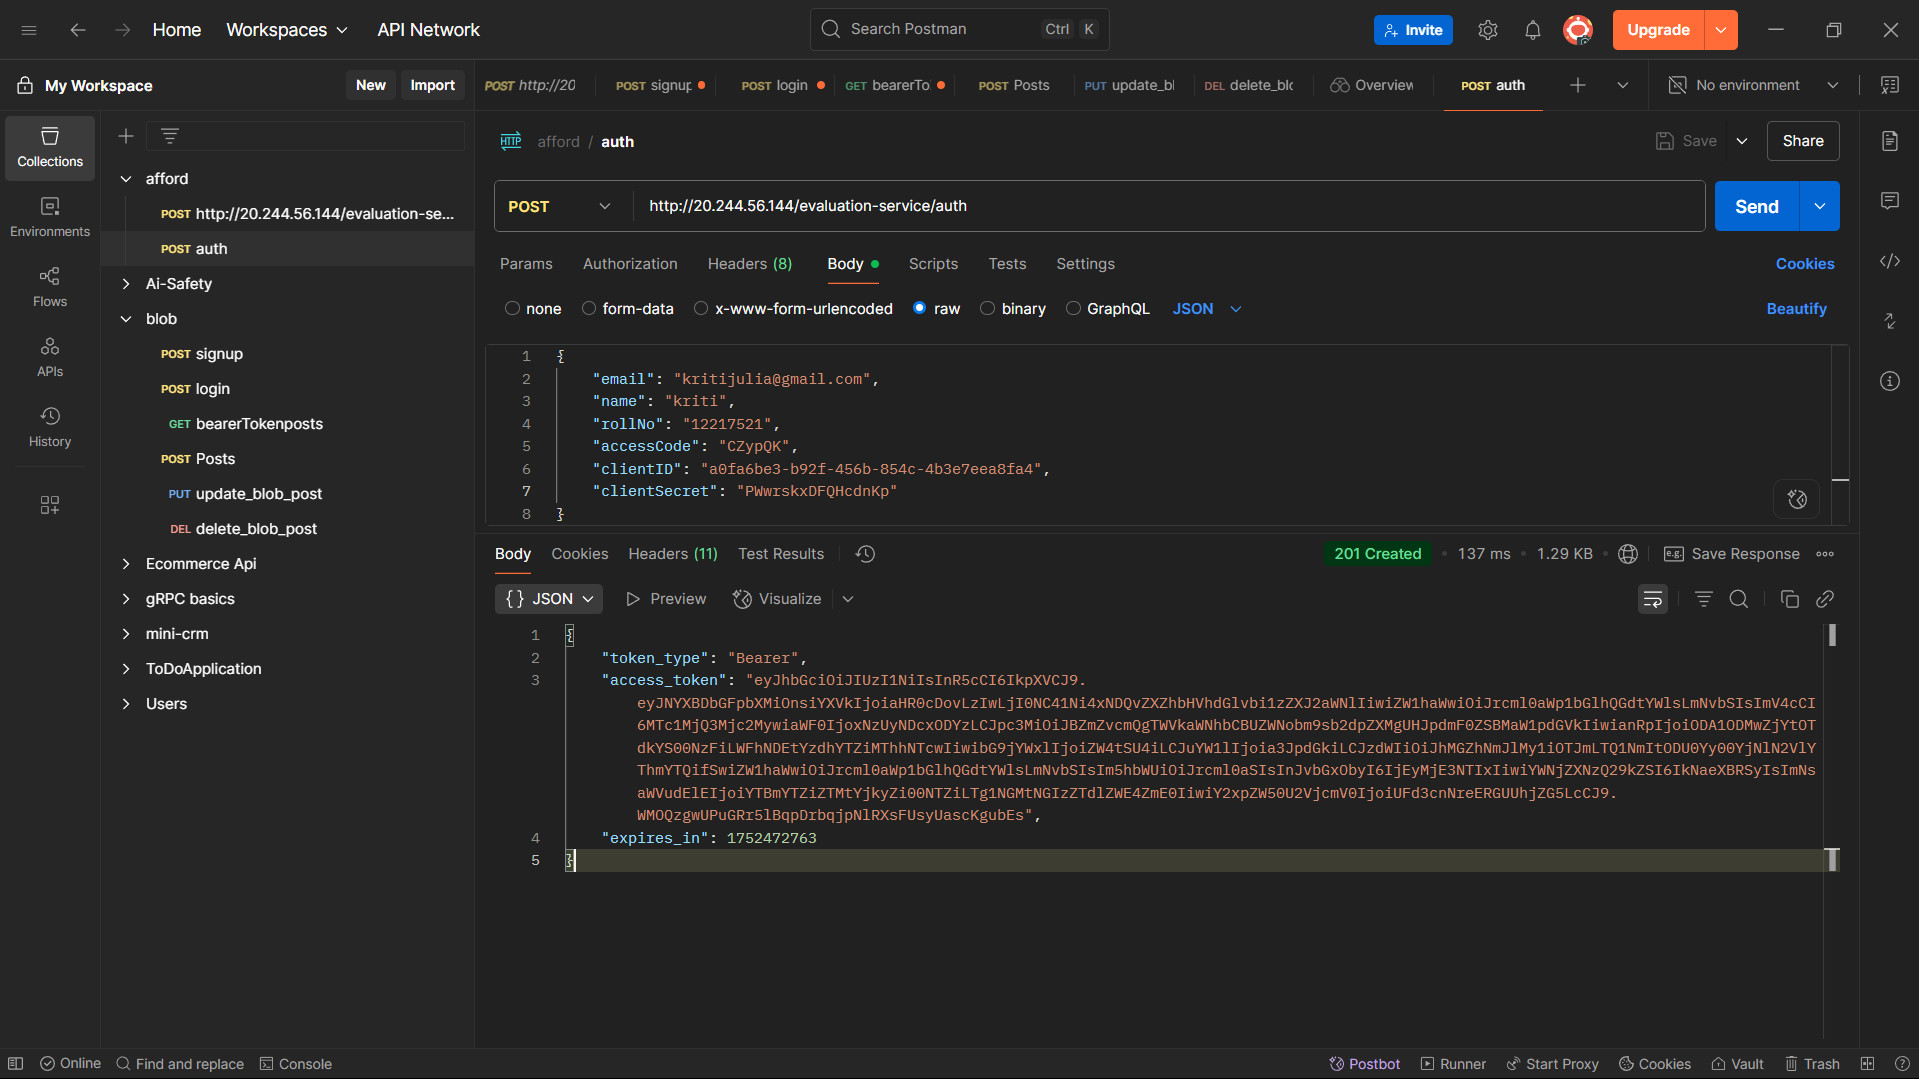 Home Workspaces API Network Search Postman Ctrl K Invite Upgrade
My Workspace New Import POST http://20 POST signup POST login GET bearerTo POST Posts PUT update_bl DEL delete_blc Overview POST auth No environment
Collections
Environments
Flows
APIs
History
afford
POST http://20.244.56.144/evaluation-se...
POST auth
Ai-Safety
blob
POST signup
POST login
GET bearerTokenposts
POST Posts
PUT update_blob_post
DEL delete_blob_post
Ecommerce Api
gRPC basics
mini-crm
ToDoApplication
Users
HTTP afford / auth Save Share
POST http://20.244.56.144/evaluation-service/auth Send
Params Authorization Headers (8) Body Scripts Tests Settings Cookies
none form-data x-www-form-urlencoded raw binary GraphQL JSON Beautify
1 {
2 "email": "kritijulia@gmail.com",
3 "name": "kriti",
4 "rollNo": "12217521",
5 "accessCode": "CZypQK",
6 "clientID": "a0fa6be3-b92f-456b-854c-4b3e7eea8fa4",
7 "clientSecret": "PWwrskxDFQHcdnKp"
8 }
Body Cookies Headers (11) Test Results 201 Created 137 ms 1.29 KB e.g. Save Response
{} JSON Preview Visualize
1 {
2 "token_type": "Bearer",
3 "access_token": "eyJhbGciOiJIUzI1NiIsInR5cCI6IkpXVCJ9.
eyJNYXBDbGFpbXMiOnsiYXVkIjoiaHR0cDovLzIwLjI0NC41Ni4xNDQvZXZhbHVhdGlvbi1zZXJ2aWNlIiwiZW1haWwiOiJrcml0aWp1bGlhQGdtYWlsLmNvbSIsImV4cCI
6MTc1MjQ3Mjc2MywiaWF0IjoxNzUyNDcxODYzLCJpc3MiOiJBZmZvcmQgTWVkaWNhbCBUZWNobm9sb2dpZXMgUHJpdmF0ZSBMaW1pdGVkIiwianRpIjoiODA1ODMwZjYtOT
dkYS00NzFiLWFhNDEtYzdhYTZiMThhNTcwIiwibG9jYWxlIjoiZW4tSU4iLCJuYW1lIjoia3JpdGkiLCJzdWIiOiJhMGZhNmJlMy1iOTJmLTQ1NmItODU0Yy00YjNlN2VlY
ThmYTQifSwiZW1haWwiOiJrcml0aWp1bGlhQGdtYWlsLmNvbSIsIm5hbWUiOiJrcml0aSIsInJvbGxObyI6IjEyMjE3NTIxIiwiYWNjZXNzQ29kZSI6IkNaeXBRSyIsImNs
aWVudElEIjoiYTBmYTZiZTMtYjkyZi00NTZiLTg1NGMtNGIzZTdlZWE4ZmE0IiwiY2xpZW50U2VjcmV0IjoiUFd3cnNreERGUUhjZG5LcCJ9.
WMOQzgwUPuGRr5lBqpDrbqjpNlRXsFUsyUascKgubEs",
4 "expires_in": 1752472763
5 }
Online Find and replace Console Postbot Runner Start Proxy Cookies Vault Trash